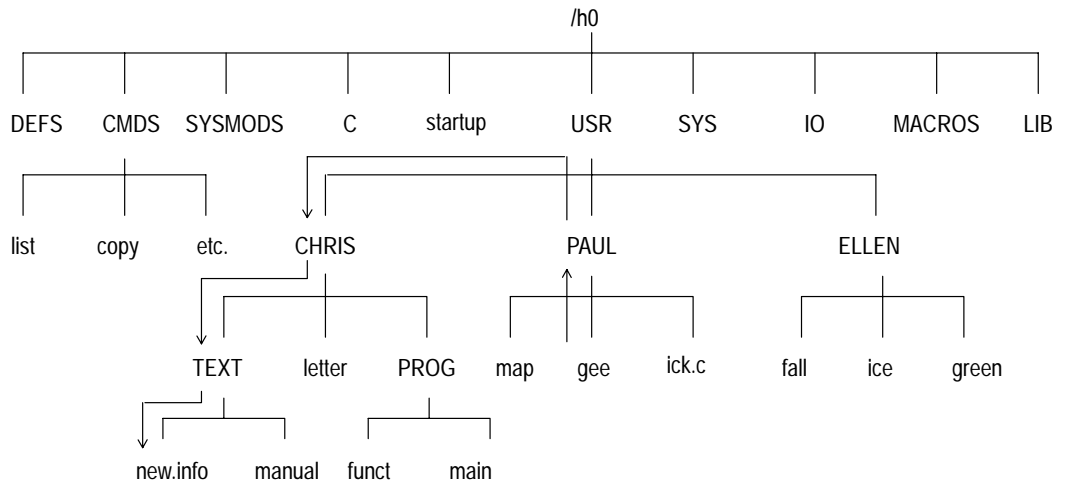 /h0
DEFS CMDS SYSMODS C startup USR SYS IO MACROS LIB
list copy etc. CHRIS PAUL ELLEN
TEXT letter PROG map gee ick.c fall ice green
new.info manual funct main